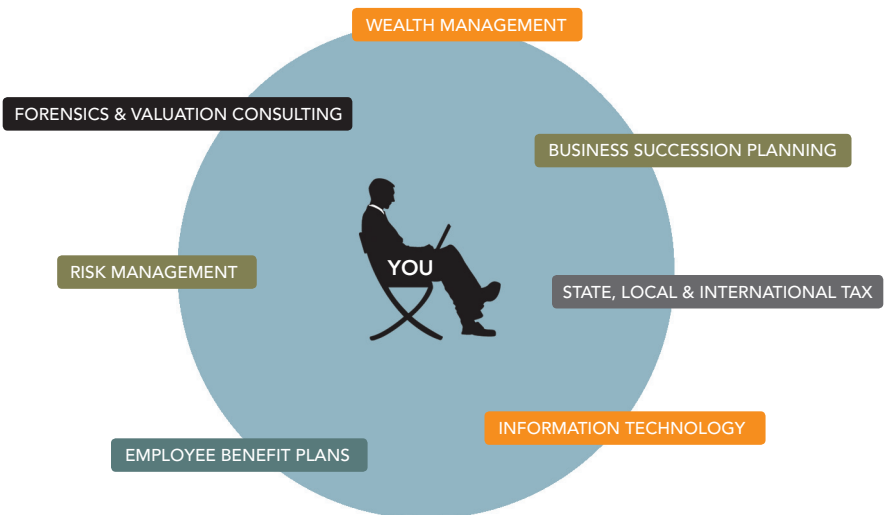 WEALTH MANAGEMENT
FORENSICS & VALUATION CONSULTING
BUSINESS SUCCESSION PLANNING
YOU
RISK MANAGEMENT
STATE, LOCAL & INTERNATIONAL TAX
INFORMATION TECHNOLOGY
EMPLOYEE BENEFIT PLANS